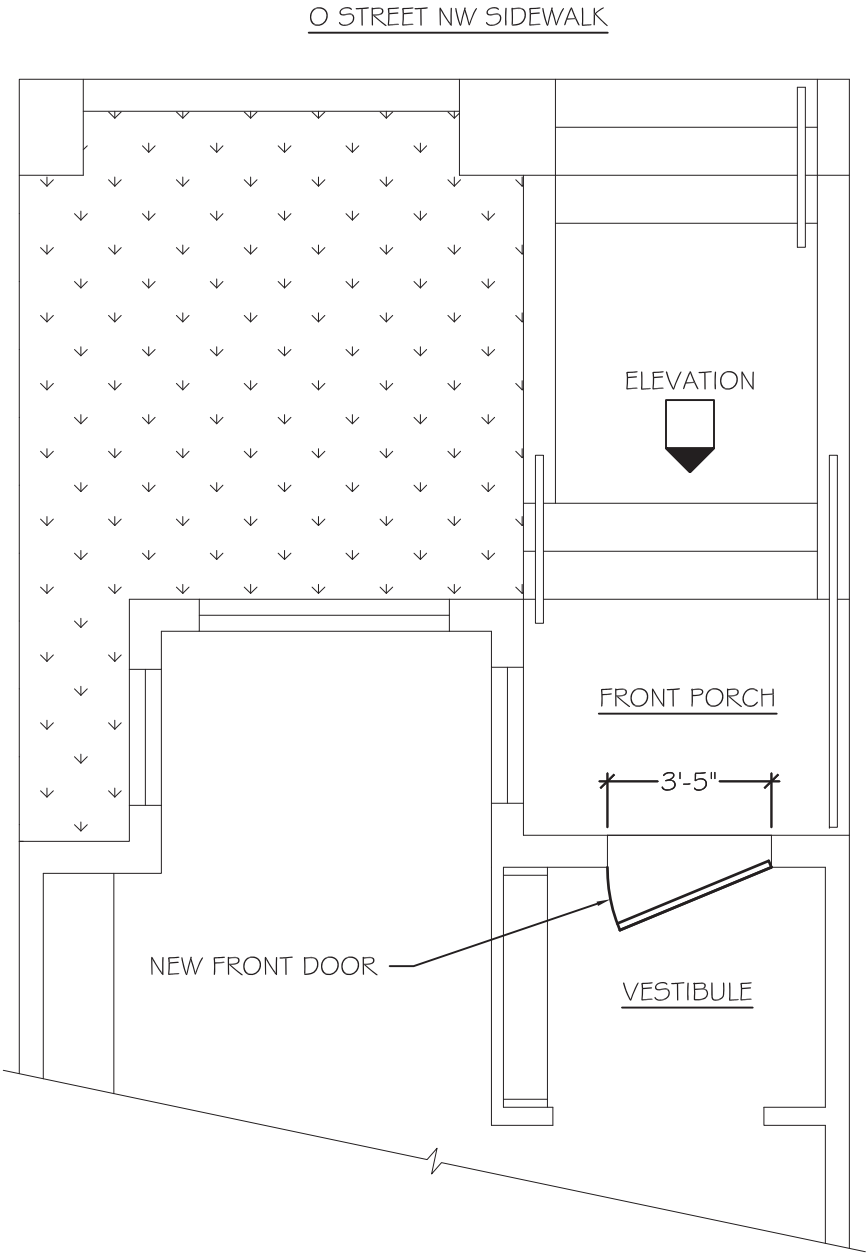 O STREET NW SIDEWALK
ELEVATION
FRONT PORCH
3'-5"
NEW FRONT DOOR
VESTIBULE